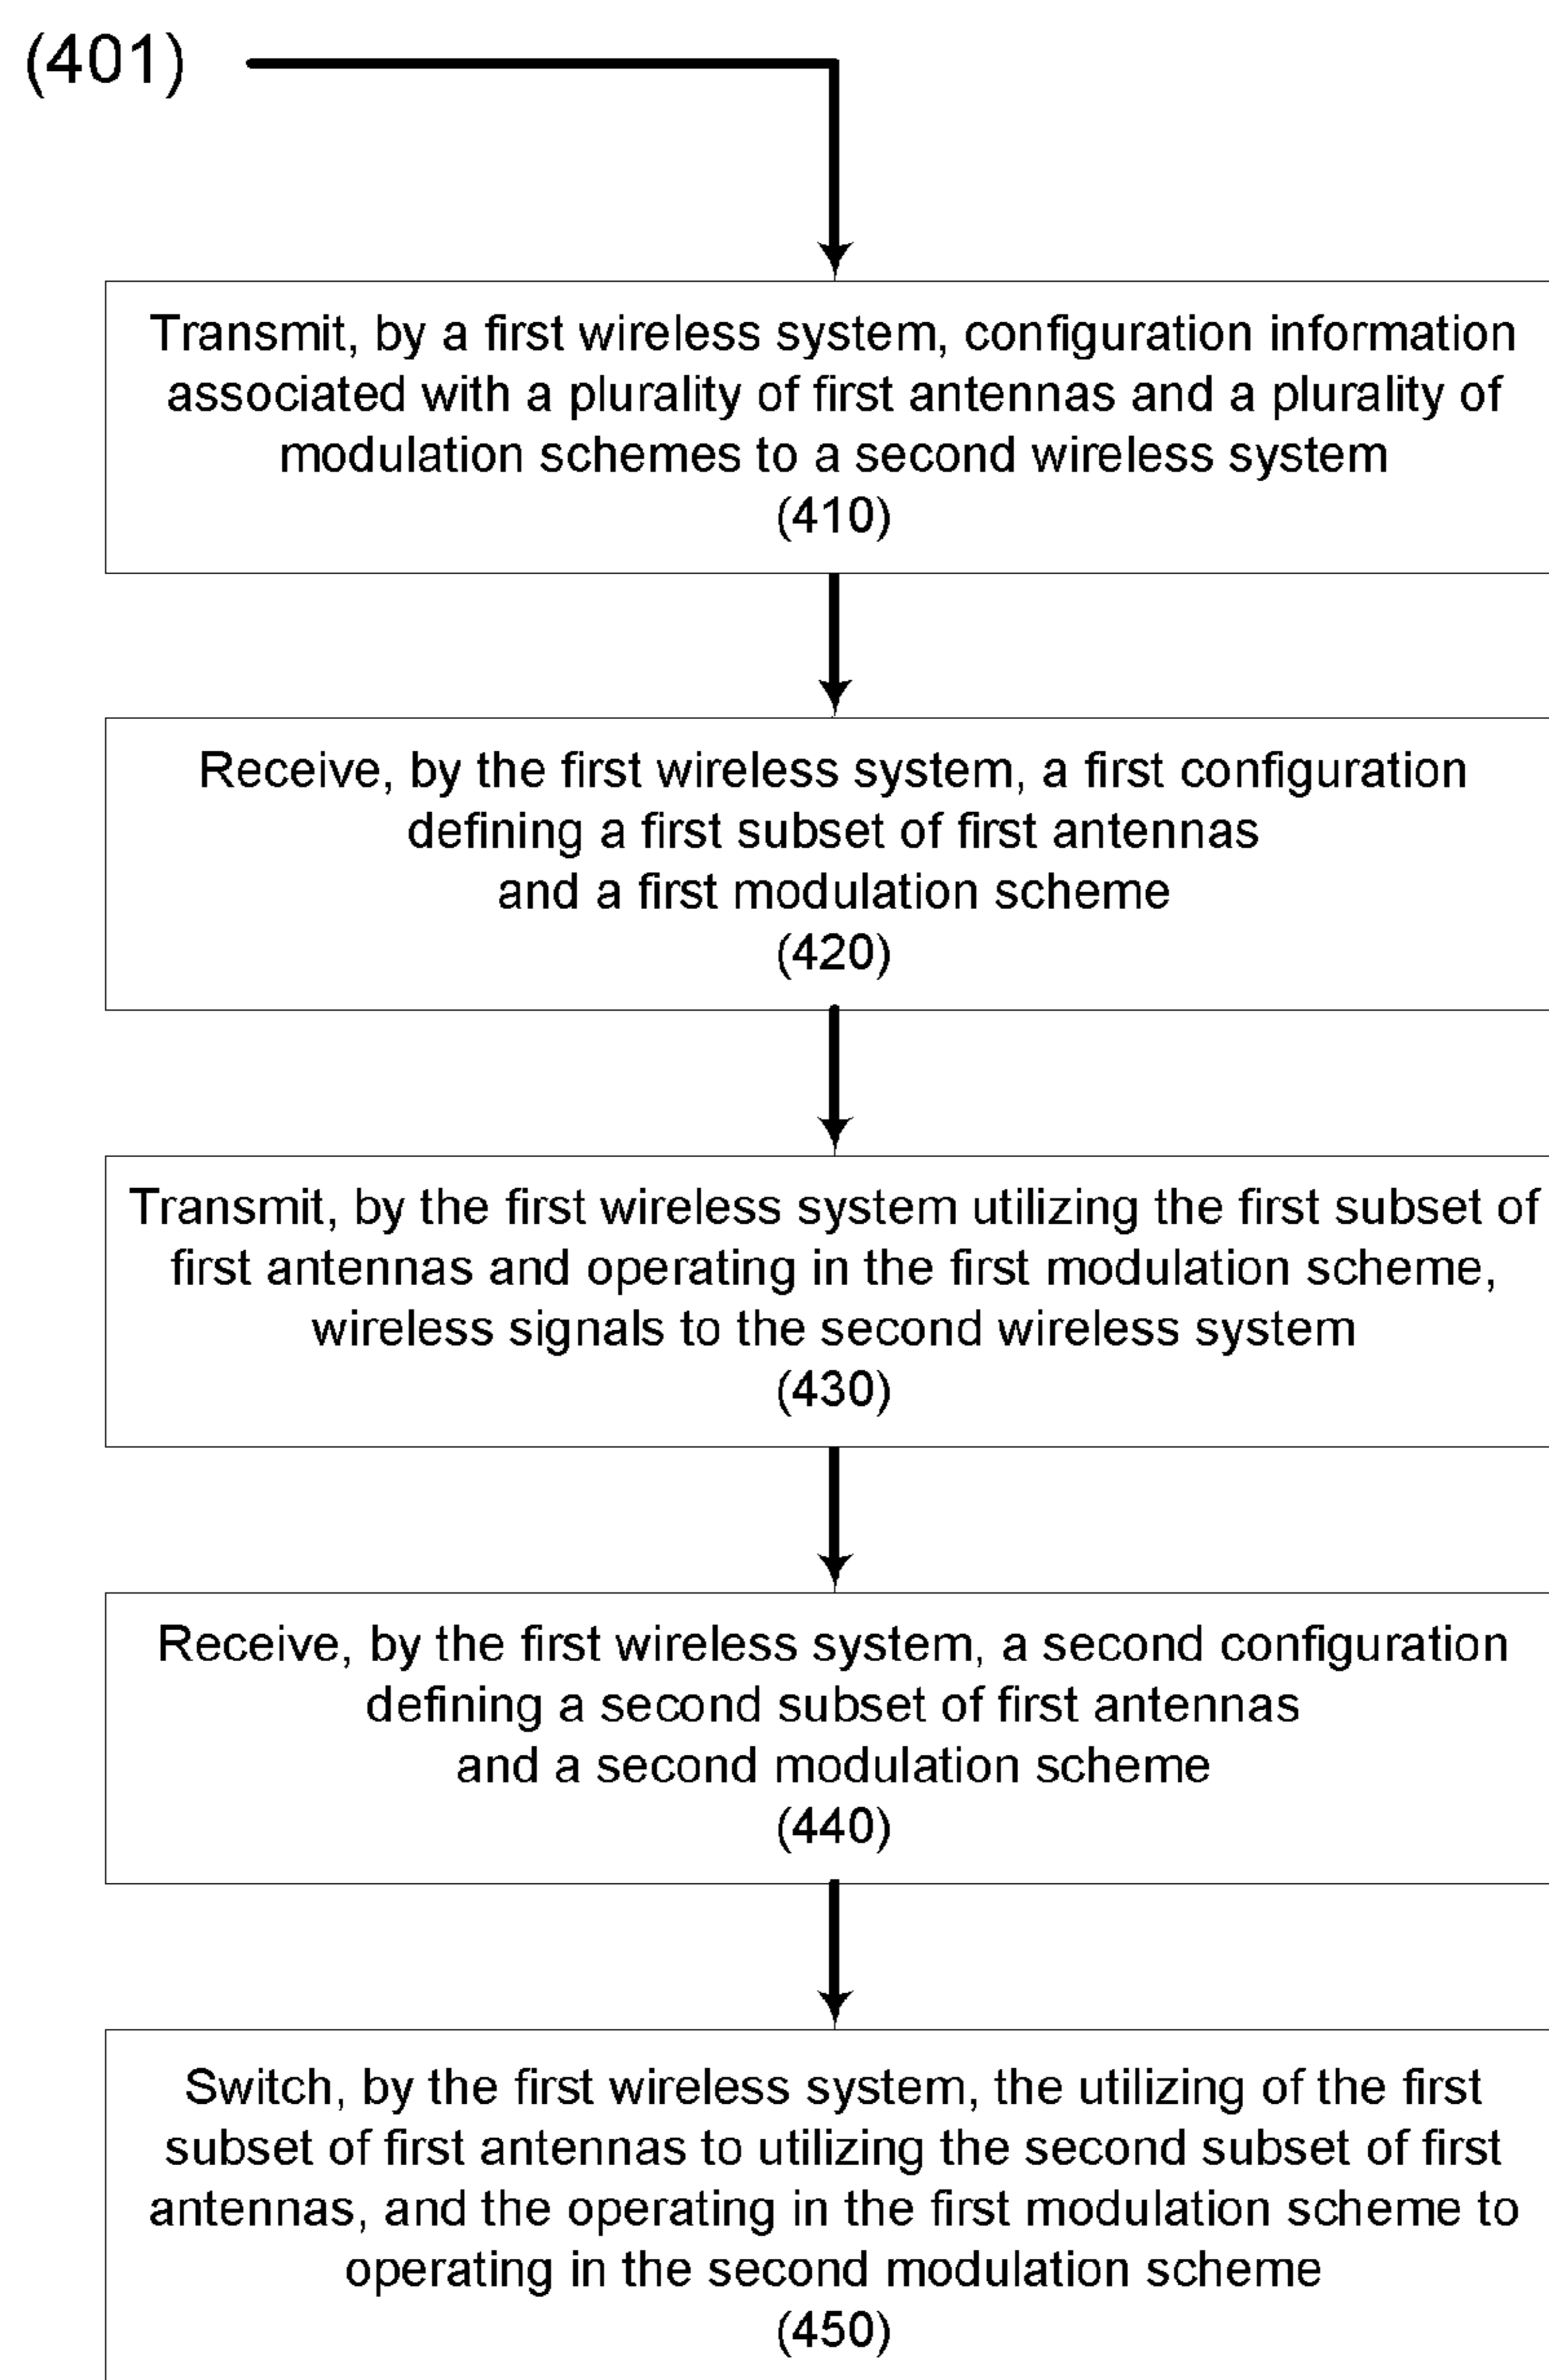 (401)
Transmit, by a first wireless system, configuration information
associated with a plurality of first antennas and a plurality of
modulation schemes to a second wireless system
(410)
Receive, by the first wireless system, a first configuration
defining a first subset of first antennas
and a first modulation scheme
(420)
Transmit, by the first wireless system utilizing the first subset of
first antennas and operating in the first modulation scheme,
wireless signals to the second wireless system
(430)
Receive, by the first wireless system, a second configuration
defining a second subset of first antennas
and a second modulation scheme
(440)
Switch, by the first wireless system, the utilizing of the first
subset of first antennas to utilizing the second subset of first
antennas, and the operating in the first modulation scheme to
operating in the second modulation scheme
(450)